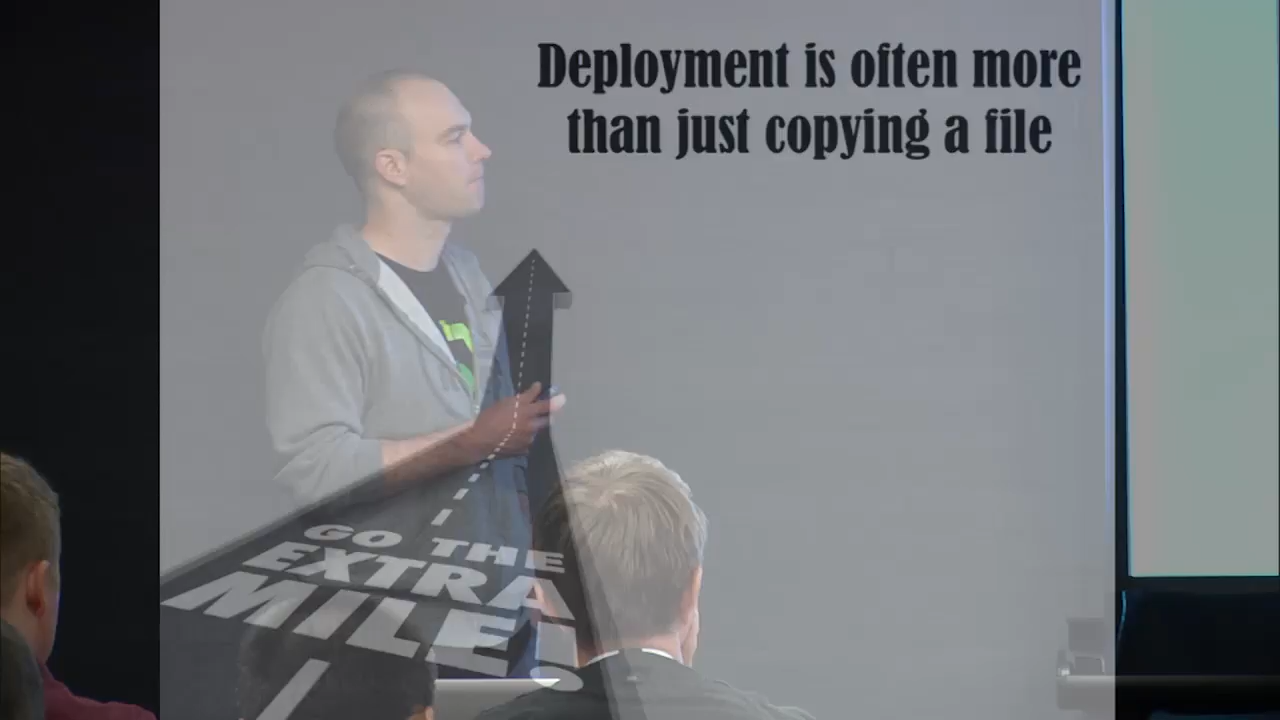 Deployment is often more
than just copying a file
GO THE
EXTRA
MILE!